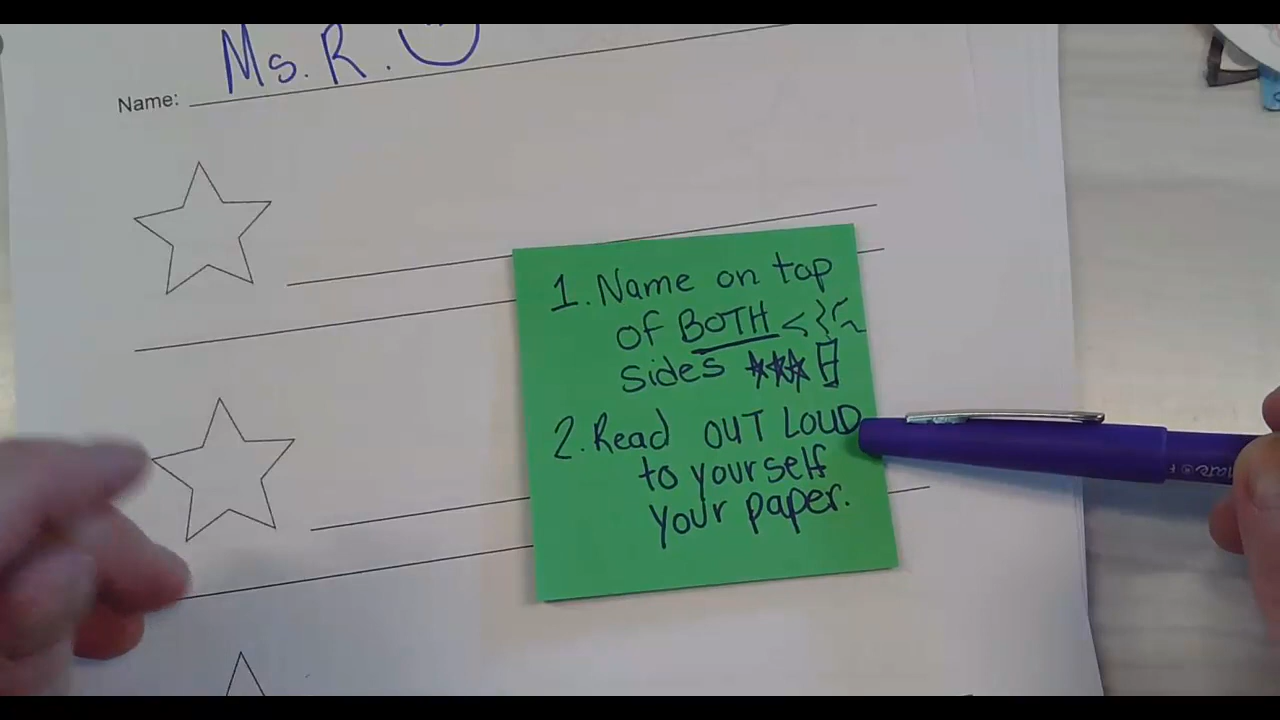 Ms. R.
Name:
1. Name on top
of BOTH
sides
2. Read OUT LOUD
to yourself
your paper.